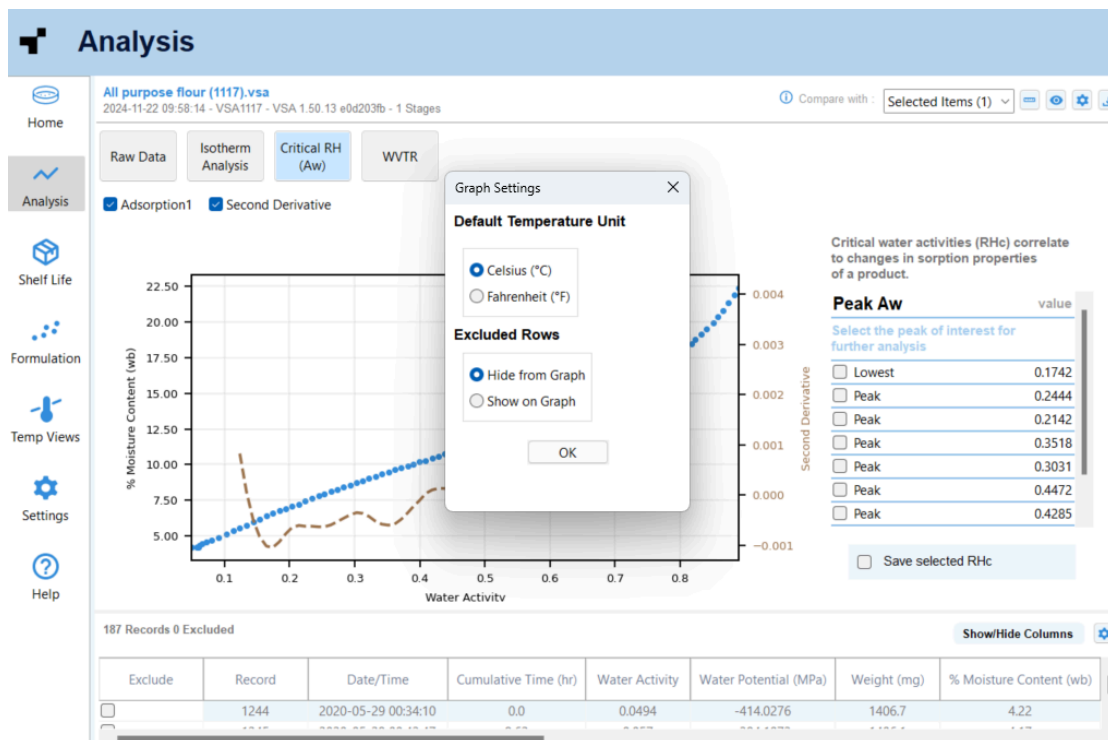 Analysis
All purpose flour (1117).vsa
2024-11-22 09:58:14 - VSA1117 - VSA 1.50.13 e0d203fb - 1 Stages
Compare with :
Selected Items (1)
Home
Analysis
Shelf Life
Formulation
Temp Views
Settings
Help
Raw Data
Isotherm
Analysis
Critical RH
(Aw)
WVTR
Adsorption1
Second Derivative
Graph Settings
Default Temperature Unit
Celsius (°C)
Fahrenheit (°F)
Excluded Rows
Hide from Graph
Show on Graph
OK
% Moisture Content (wb)
22.50
20.00
17.50
15.00
12.50
10.00
7.50
5.00
0.1 0.2 0.3 0.4 0.5 0.6 0.7 0.8
Water Activity
0.004
0.003
0.002
0.001
0.000
−0.001
Second Derivative
Critical water activities (RHc) correlate
to changes in sorption properties
of a product.
Peak Aw value
Select the peak of interest for
further analysis
Lowest 0.1742
Peak 0.2444
Peak 0.2142
Peak 0.3518
Peak 0.3031
Peak 0.4472
Peak 0.4285
Save selected RHc
187 Records 0 Excluded
Show/Hide Columns
Exclude Record Date/Time Cumulative Time (hr) Water Activity Water Potential (MPa) Weight (mg) % Moisture Content (wb)
1244 2020-05-29 00:34:10 0.0 0.0494 -414.0276 1406.7 4.22